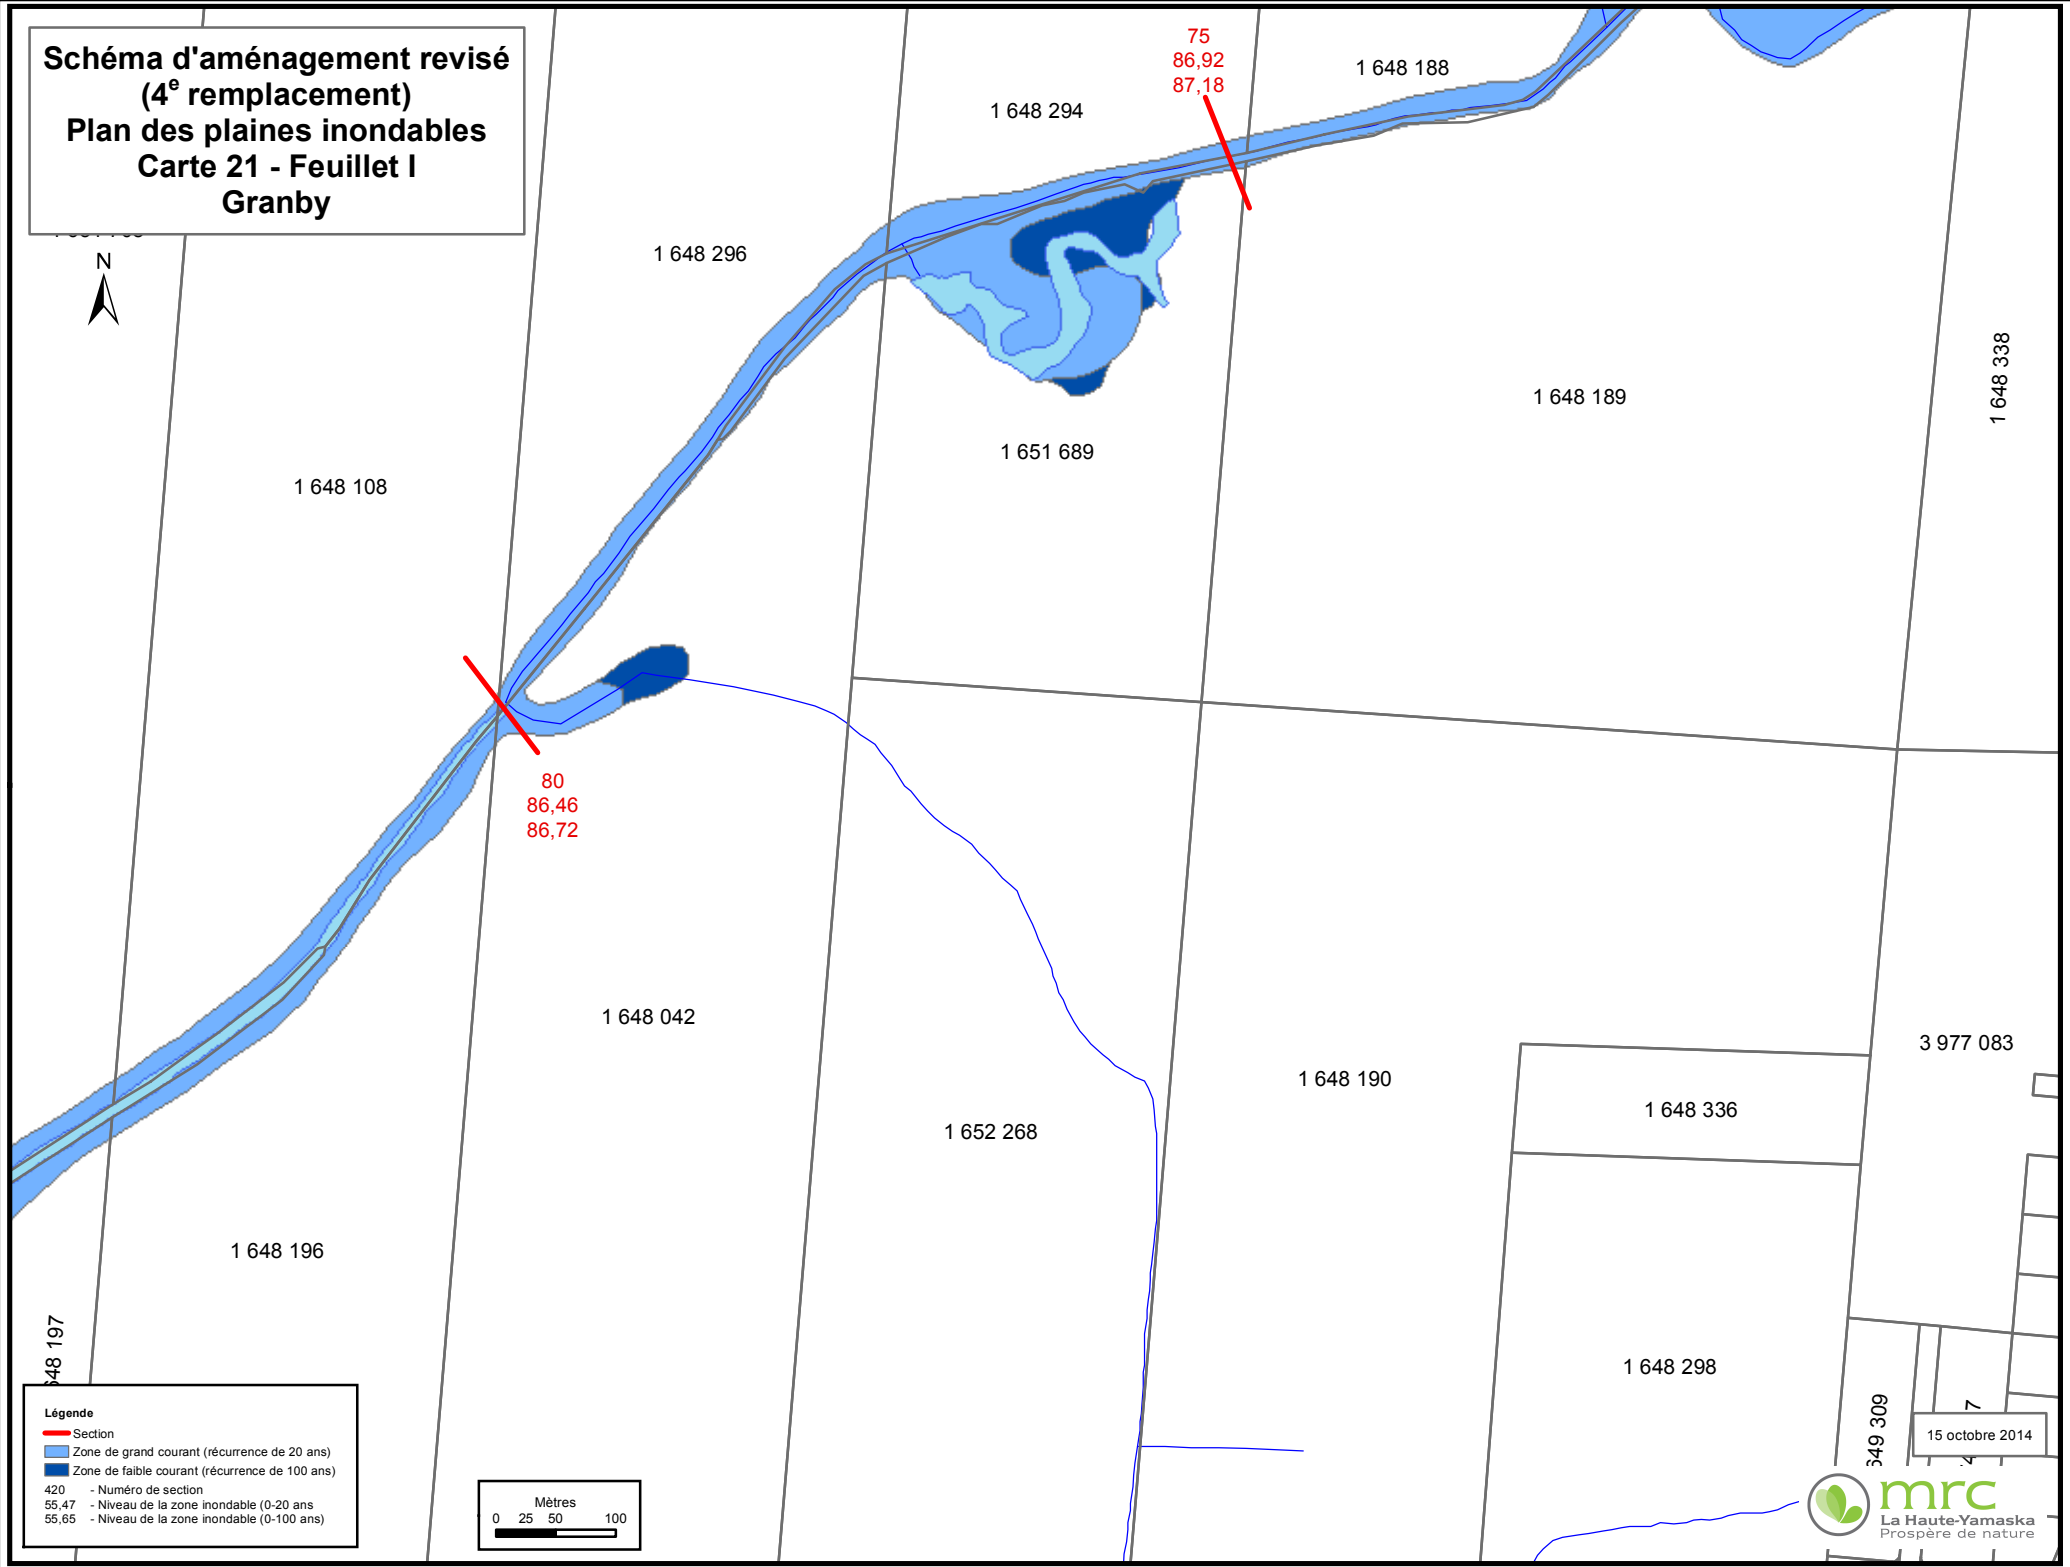 Schéma d'aménagement revisé
(4e remplacement)
Plan des plaines inondables
Carte 21 - Feuillet I
Granby
N
75
86,92
87,18
1 648 188
1 648 294
1 648 296
1 648 189
1 648 338
1 651 689
1 648 108
80
86,46
86,72
1 648 042
3 977 083
1 648 190
1 648 336
1 652 268
1 648 196
648 197
1 648 298
649 309
15 octobre 2014
Légende
Section
Zone de grand courant (récurrence de 20 ans)
Zone de faible courant (récurrence de 100 ans)
420 - Numéro de section
55,47 - Niveau de la zone inondable (0-20 ans
55,65 - Niveau de la zone inondable (0-100 ans)
Mètres
0 25 50 100
mrc
La Haute-Yamaska
Prospère de nature